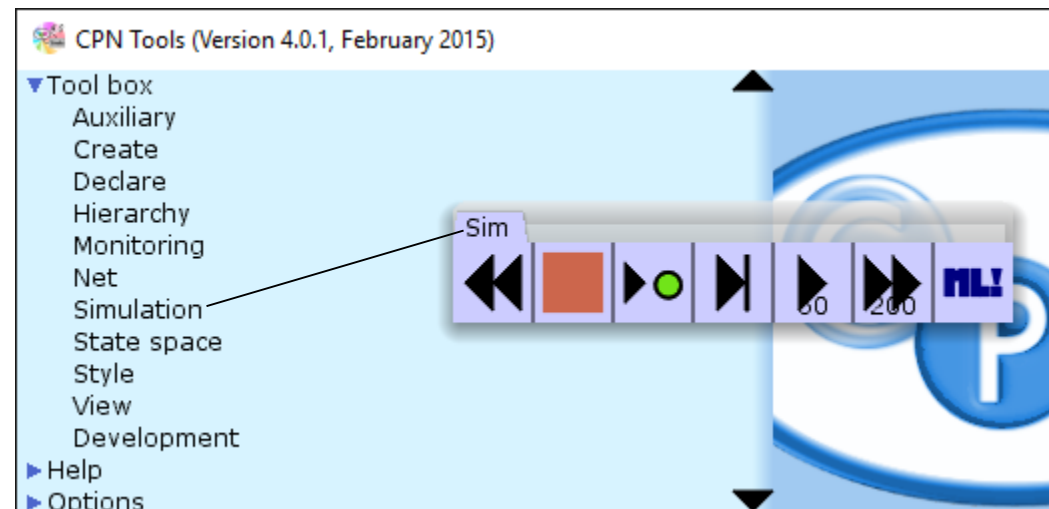 CPN Tools (Version 4.0.1, February 2015)
Tool box
Auxiliary
Create
Declare
Hierarchy
Monitoring
Net
Simulation
State space
Style
View
Development
Help
Options
Sim
50
200
ML!
C
P